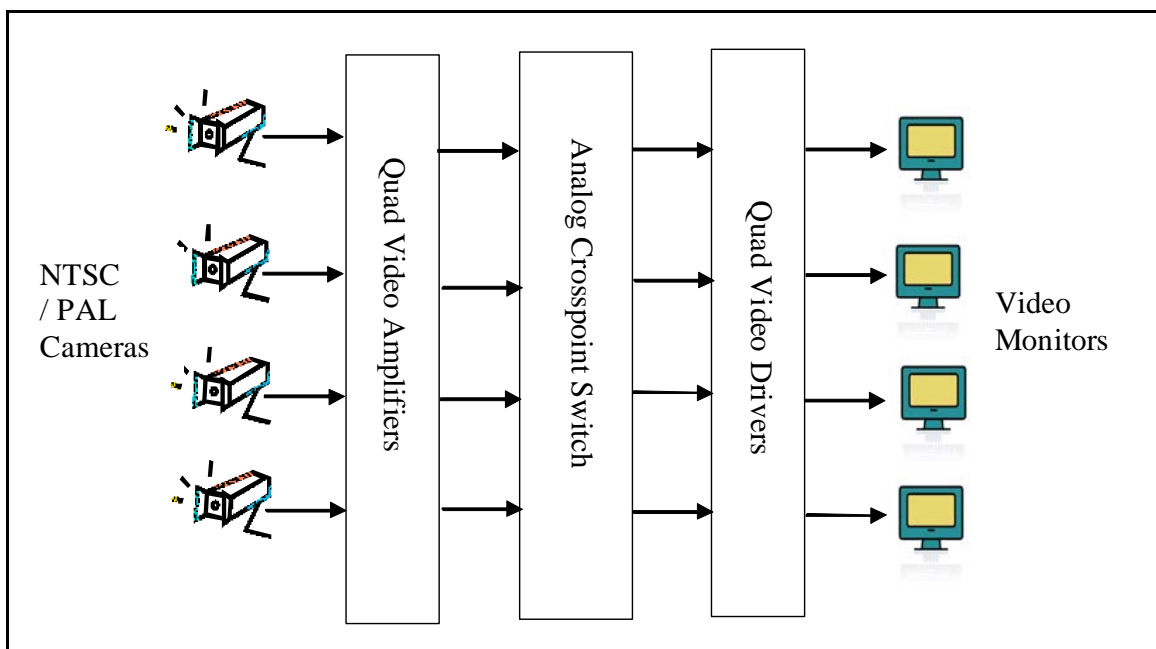 NTSC
/ PAL
Cameras
Quad Video Amplifiers
Analog Crosspoint Switch
Quad Video Drivers
Video
Monitors